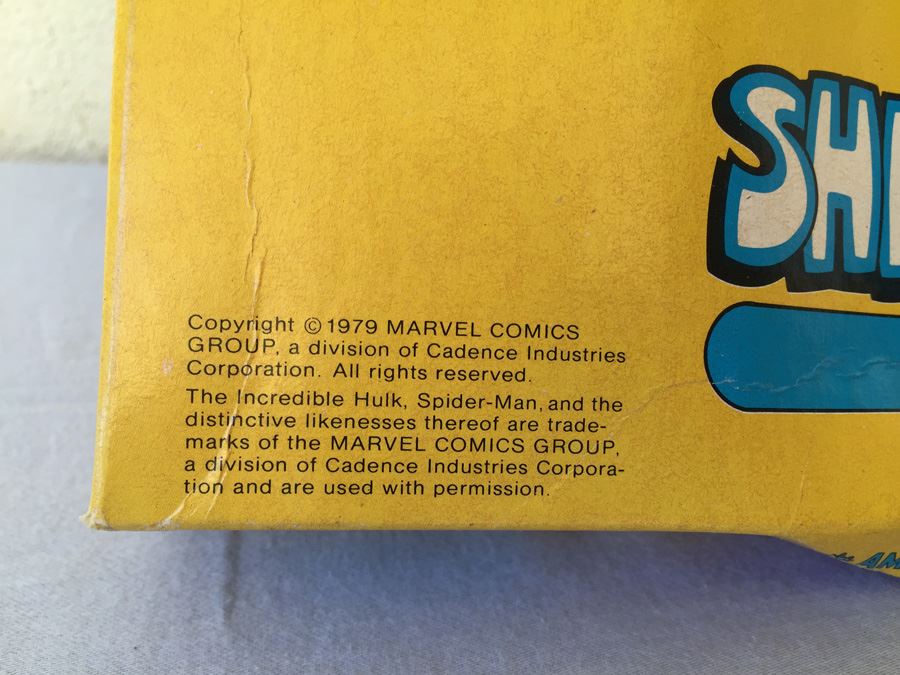 SH
Copyright ©1979 MARVEL COMICS
GROUP, a division of Cadence Industries
Corporation. All rights reserved.
The Incredible Hulk, Spider-Man, and the
distinctive likenesses thereof are trade-
marks of the MARVEL COMICS GROUP,
a division of Cadence Industries Corpora-
tion and are used with permission.